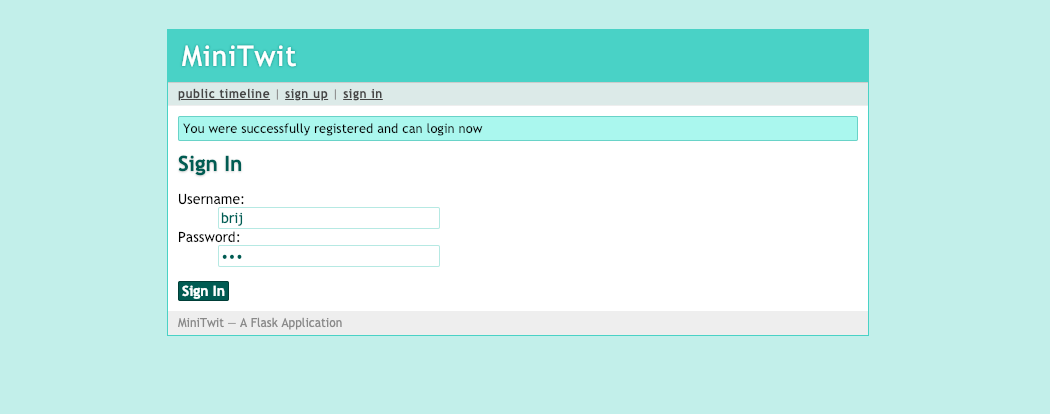 MiniTwit
public timeline | sign up | sign in
You were successfully registered and can login now
Sign In
Username:
brij
Password:
•••
Sign In
MiniTwit — A Flask Application